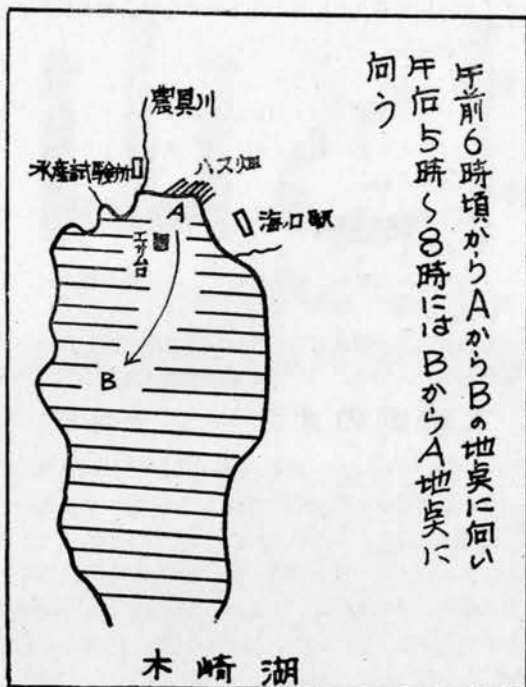 午前6時頃からAからBの地点に向い
午后5時〜8時にはBからA地点に
向う
農具川
水産試験所
ハス畑
A
海ノ口駅
エサ台
B
木崎湖